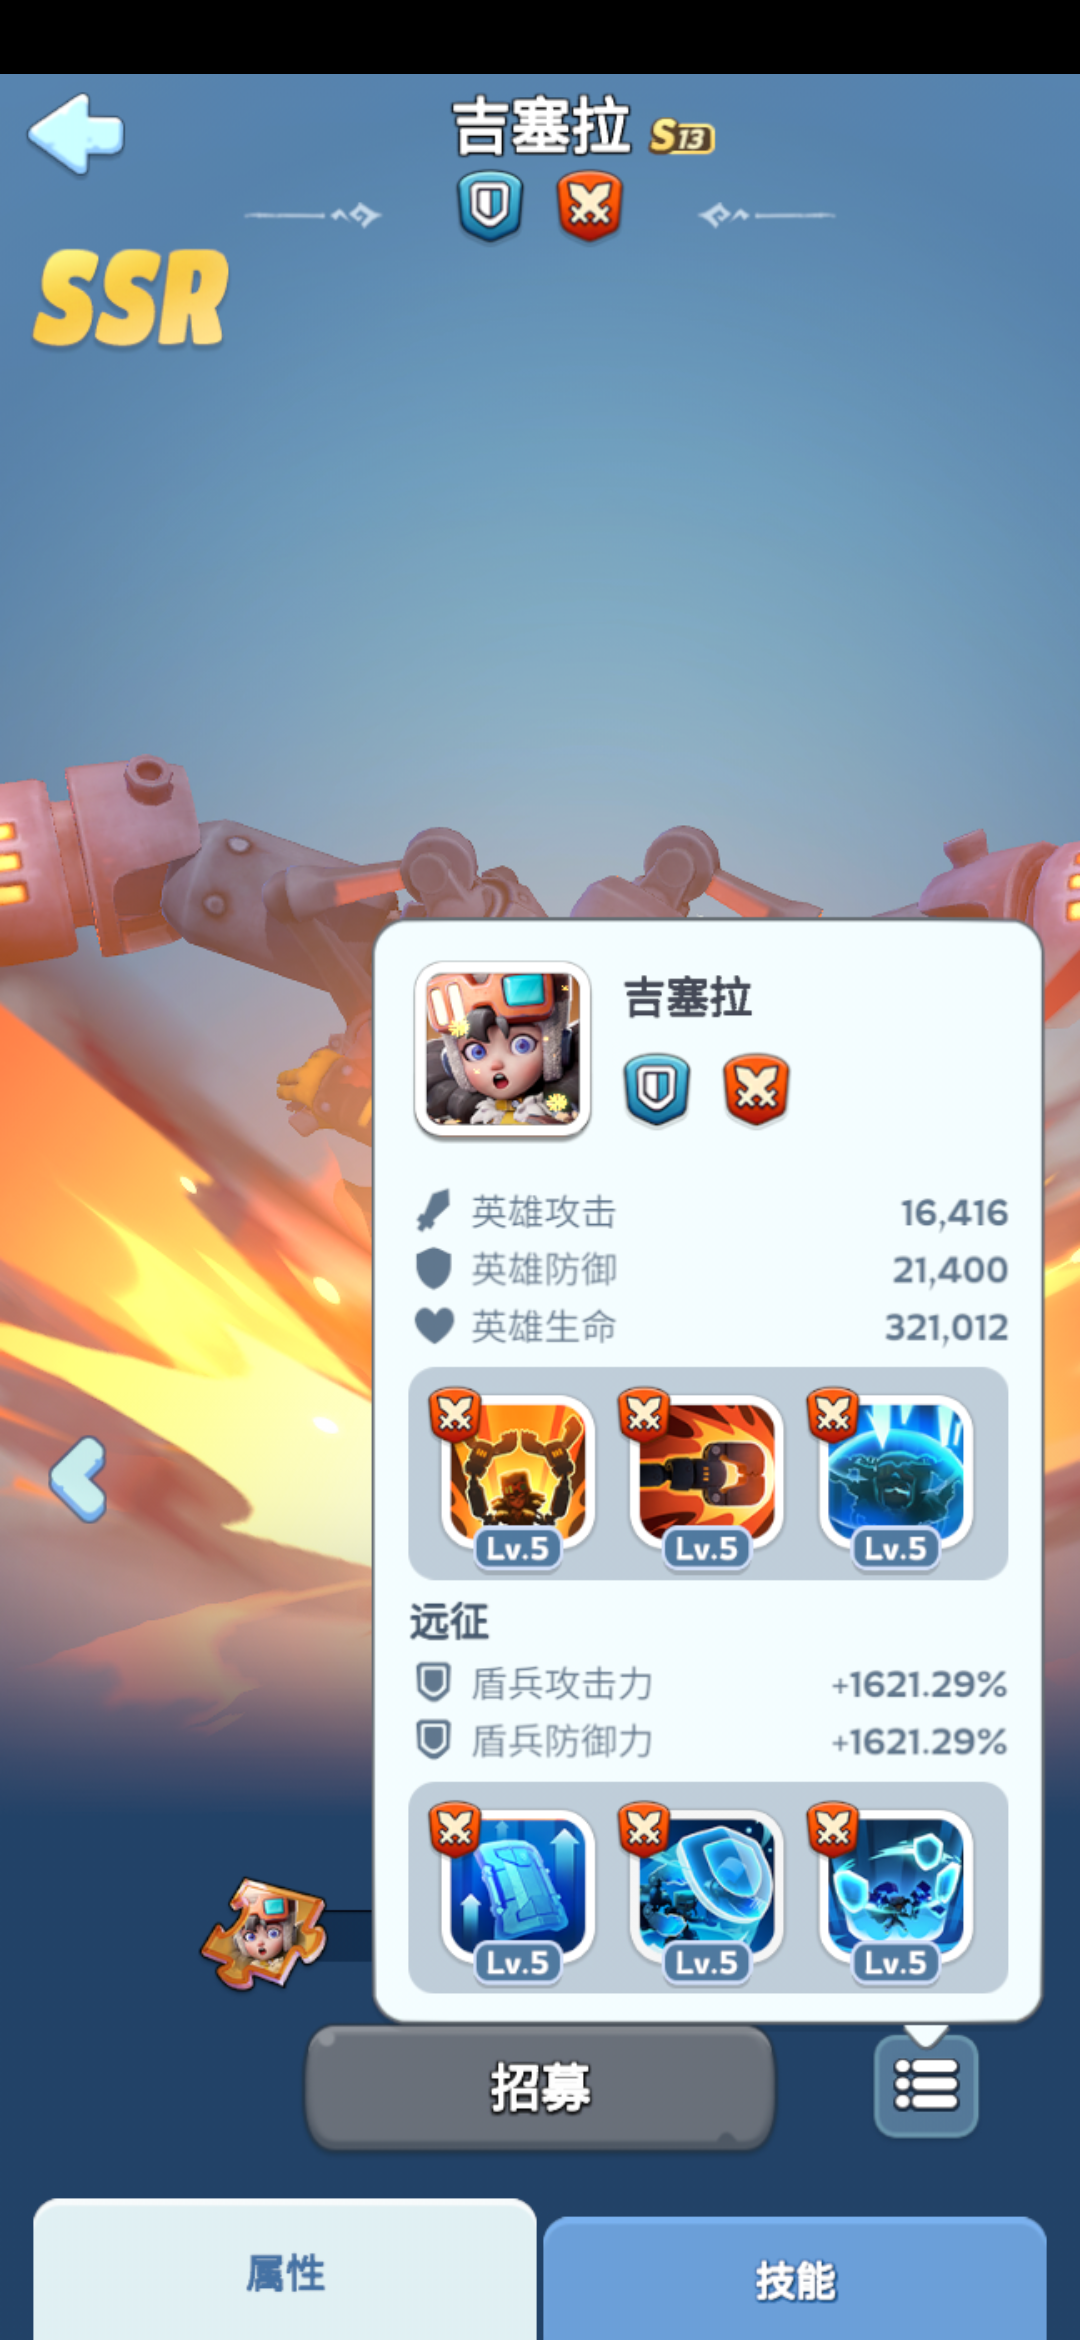 吉塞拉 S13
SSR
吉塞拉
英雄攻击 16,416
英雄防御 21,400
英雄生命 321,012
Lv.5 Lv.5 Lv.5
远征
盾兵攻击力 +1621.29%
盾兵防御力 +1621.29%
Lv.5 Lv.5 Lv.5
招募
属性 技能